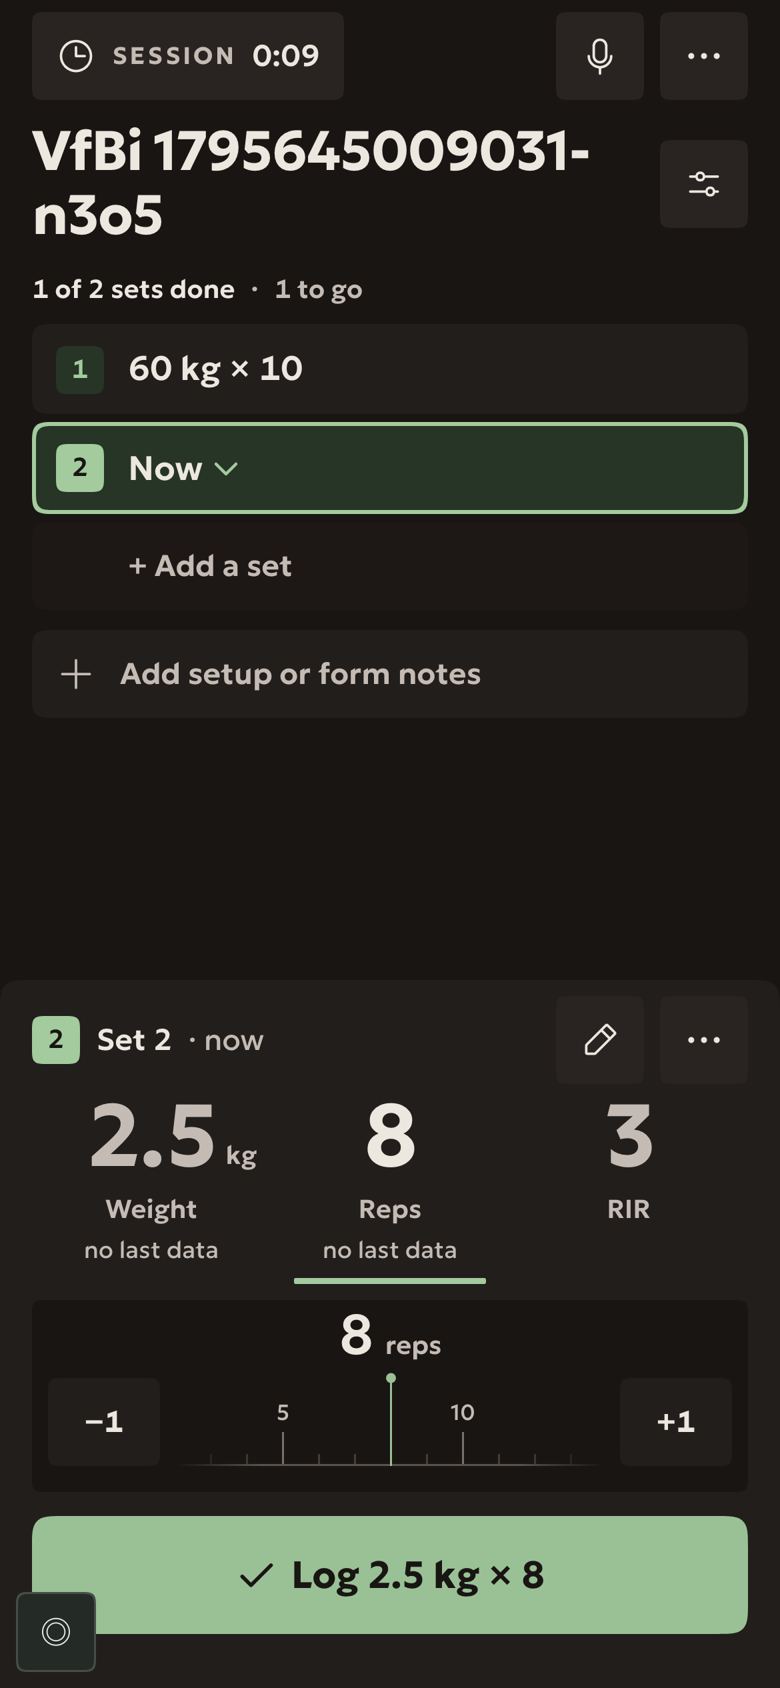 SESSION 0:09
VfBi 1795645009031-
n3o5
1 of 2 sets done · 1 to go
1 60 kg × 10
2 Now
+ Add a set
Add setup or form notes
2 Set 2 · now
2.5 kg 8 3
Weight Reps RIR
no last data no last data
8 reps
−1 5 10 +1
Log 2.5 kg × 8